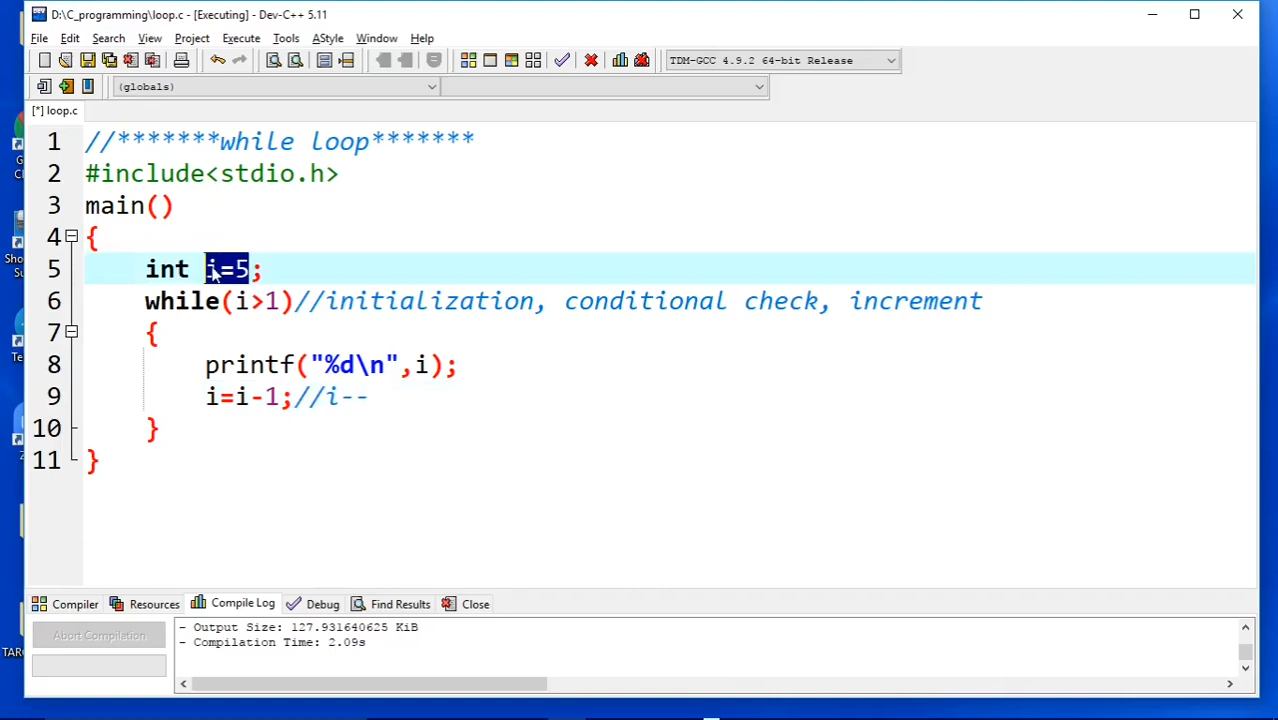 D:\C_programming\loop.c - [Executing] - Dev-C++ 5.11
File Edit Search View Project Execute Tools AStyle Window Help
TDM-GCC 4.9.2 64-bit Release
(globals)
[*] loop.c
1 //*******while loop*******
2 #include<stdio.h>
3 main()
4 {
5 int i=5;
6 while(i>1)//initialization, conditional check, increment
7 {
8 printf("%d\n",i);
9 i=i-1;//i--
10 }
11 }
Compiler Resources Compile Log Debug Find Results Close
Abort Compilation
- Output Size: 127.931640625 KiB
- Compilation Time: 2.09s